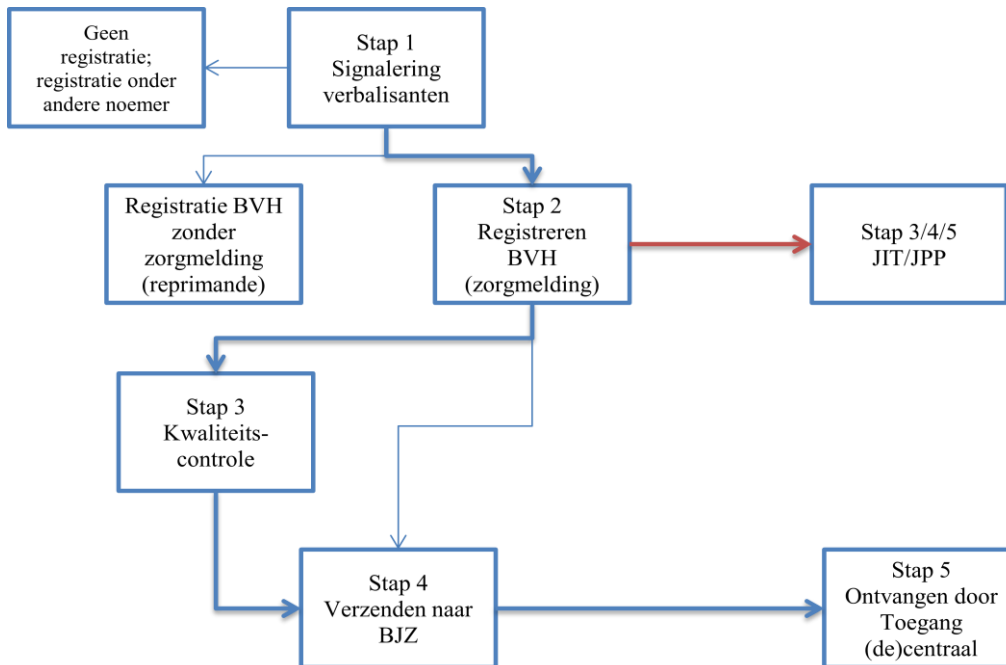 Geen
registratie;
registratie onder
andere noemer
Stap 1
Signalering
verbalisanten
Registratie BVH
zonder
zorgmelding
(reprimande)
Stap 2
Registreren
BVH
(zorgmelding)
Stap 3/4/5
JIT/JPP
Stap 3
Kwaliteits-
controle
Stap 4
Verzenden naar
BJZ
Stap 5
Ontvangen door
Toegang
(de)centraal